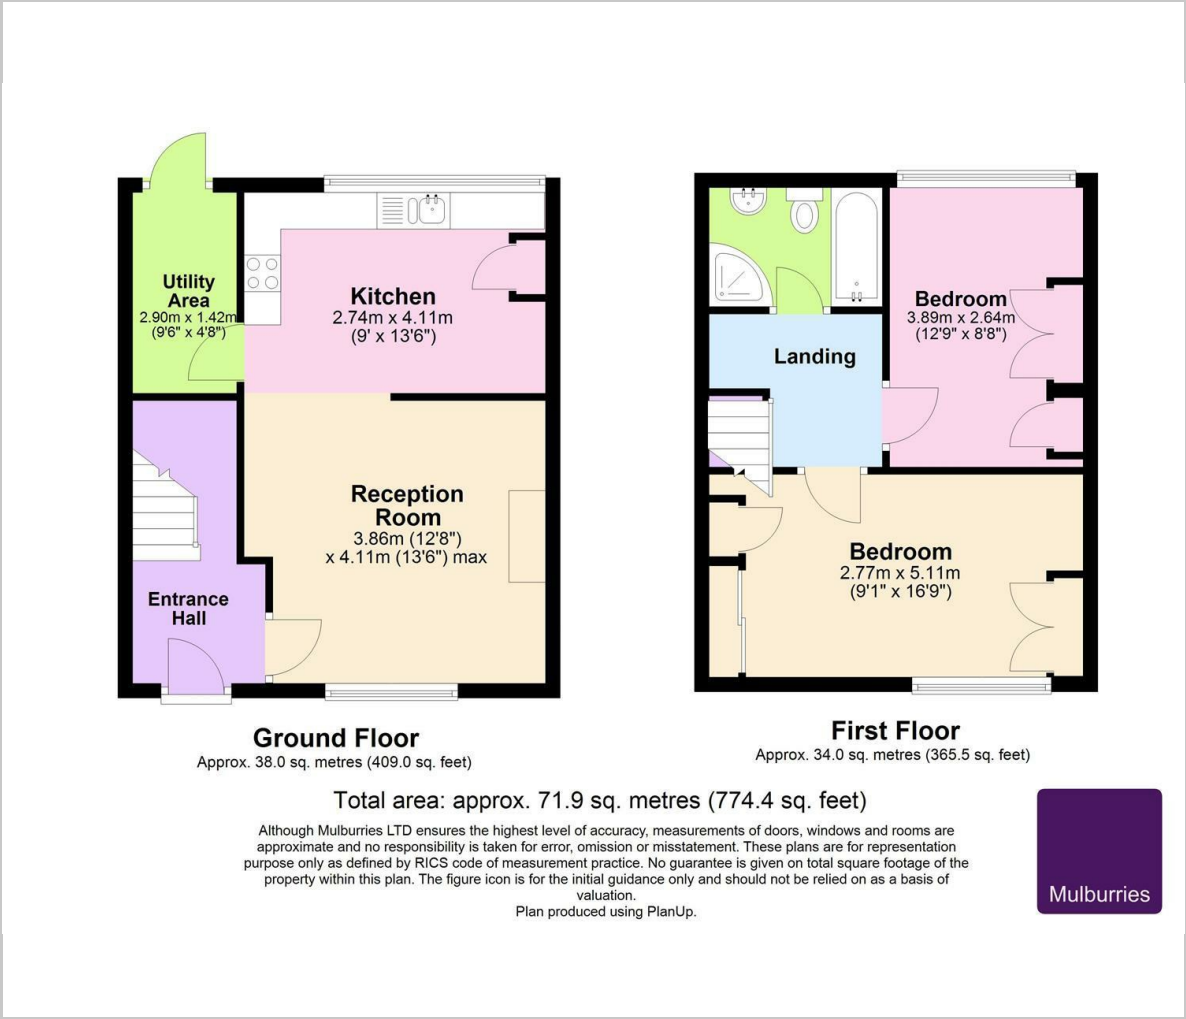 Utility
Area
2.90m x 1.42m
(9'6" x 4'8")
Kitchen
2.74m x 4.11m
(9' x 13'6")
Reception
Room
3.86m (12'8")
x 4.11m (13'6") max
Entrance
Hall
Ground Floor
Approx. 38.0 sq. metres (409.0 sq. feet)
Bedroom
3.89m x 2.64m
(12'9" x 8'8")
Landing
Bedroom
2.77m x 5.11m
(9'1" x 16'9")
First Floor
Approx. 34.0 sq. metres (365.5 sq. feet)
Total area: approx. 71.9 sq. metres (774.4 sq. feet)
Although Mulburries LTD ensures the highest level of accuracy, measurements of doors, windows and rooms are
approximate and no responsibility is taken for error, omission or misstatement. These plans are for representation
purpose only as defined by RICS code of measurement practice. No guarantee is given on total square footage of the
property within this plan. The figure icon is for the initial guidance only and should not be relied on as a basis of
valuation.
Plan produced using PlanUp.
Mulburries